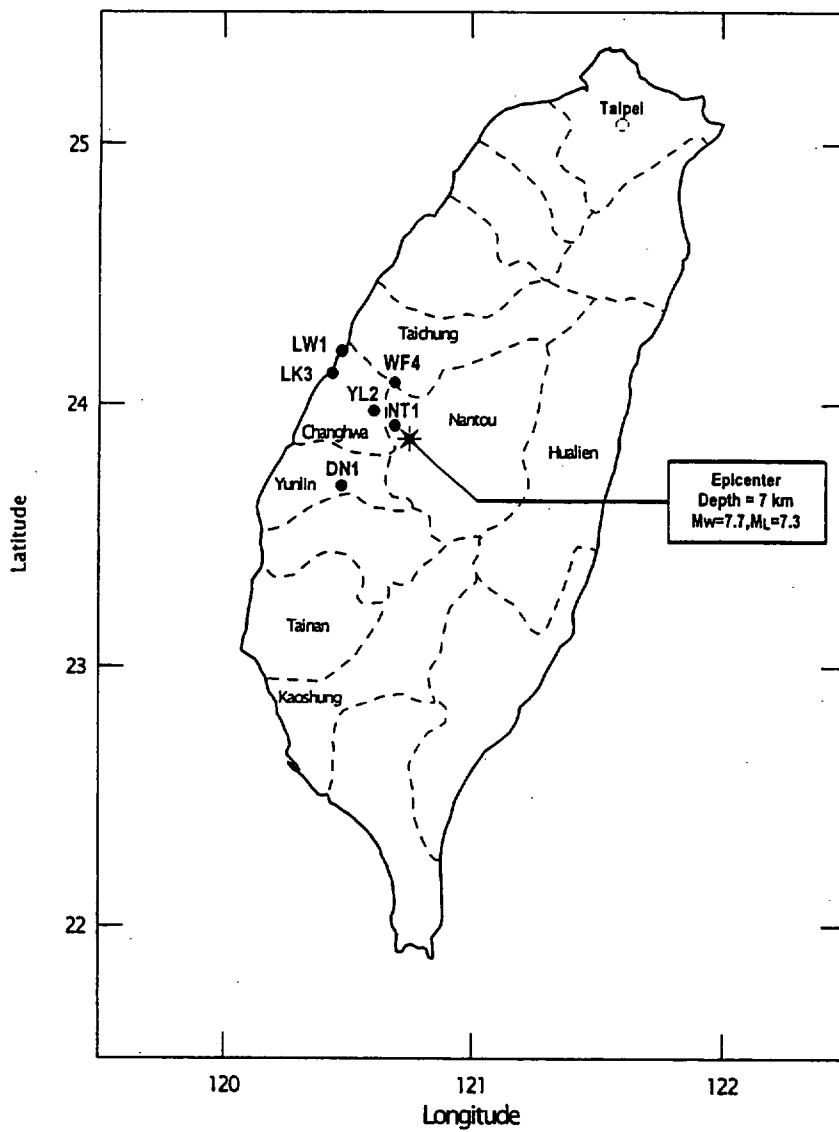 Taipei
25
Taichung
LW1
WF4
LK3
YL2
24
NT1
Nantou
Changhwa
Hualien
DN1
Yunlin
Epicenter
Depth = 7 km
Mw=7.7,ML=7.3
Latitude
Tainan
23
Kaoshung
22
120
121
122
Longitude